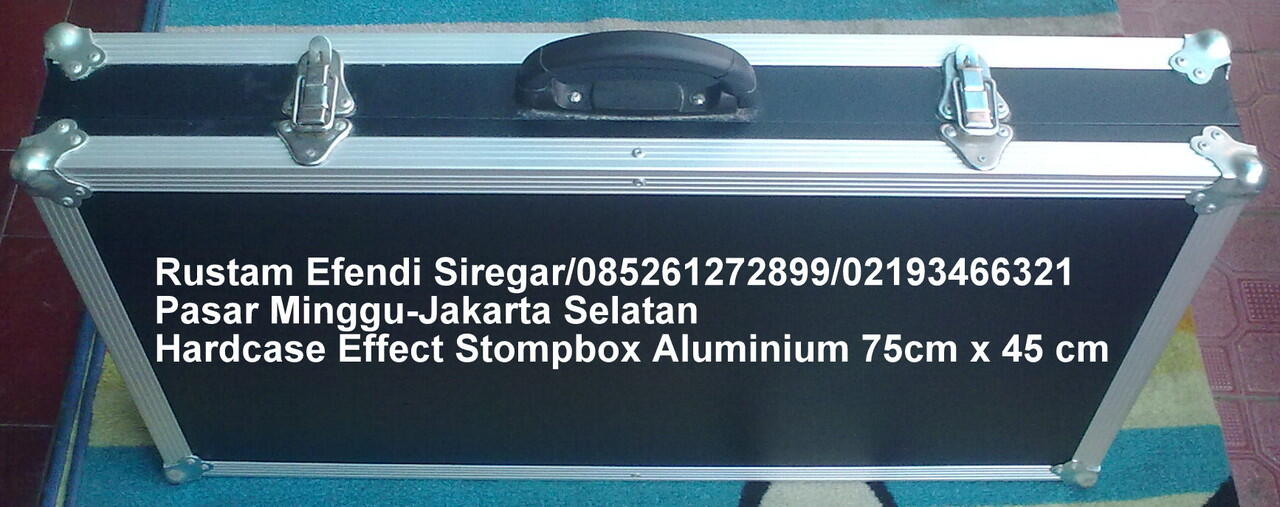 Rustam Efendi Siregar/085261272899/02193466321
Pasar Minggu-Jakarta Selatan
Hardcase Effect Stompbox Aluminium 75cm x 45 cm